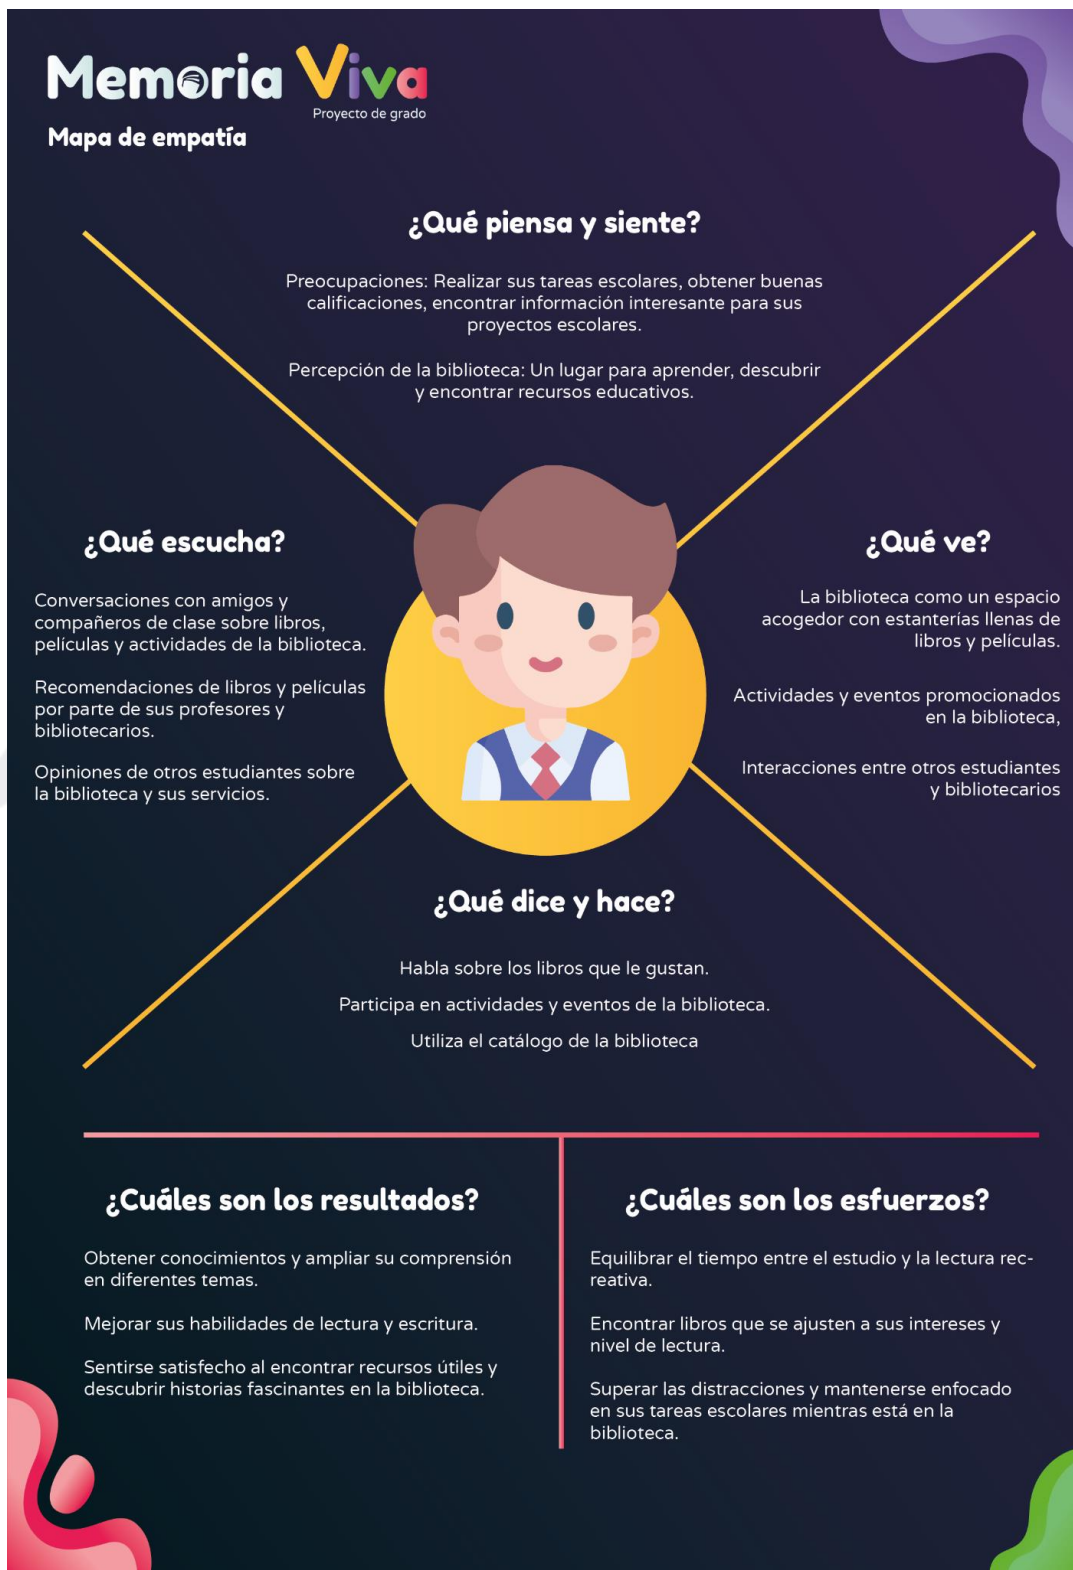 Memoria Viva
Proyecto de grado
Mapa de empatía
¿Qué piensa y siente?
Preocupaciones: Realizar sus tareas escolares, obtener buenas
calificaciones, encontrar información interesante para sus
proyectos escolares.
Percepción de la biblioteca: Un lugar para aprender, descubrir
y encontrar recursos educativos.
¿Qué escucha?
Conversaciones con amigos y
compañeros de clase sobre libros,
películas y actividades de la biblioteca.
Recomendaciones de libros y películas
por parte de sus profesores y
bibliotecarios.
Opiniones de otros estudiantes sobre
la biblioteca y sus servicios.
¿Qué ve?
La biblioteca como un espacio
acogedor con estanterías llenas de
libros y películas.
Actividades y eventos promocionados
en la biblioteca,
Interacciones entre otros estudiantes
y bibliotecarios
¿Qué dice y hace?
Habla sobre los libros que le gustan.
Participa en actividades y eventos de la biblioteca.
Utiliza el catálogo de la biblioteca
¿Cuáles son los resultados?
Obtener conocimientos y ampliar su comprensión
en diferentes temas.
Mejorar sus habilidades de lectura y escritura.
Sentirse satisfecho al encontrar recursos útiles y
descubrir historias fascinantes en la biblioteca.
¿Cuáles son los esfuerzos?
Equilibrar el tiempo entre el estudio y la lectura rec-
reativa.
Encontrar libros que se ajusten a sus intereses y
nivel de lectura.
Superar las distracciones y mantenerse enfocado
en sus tareas escolares mientras está en la
biblioteca.